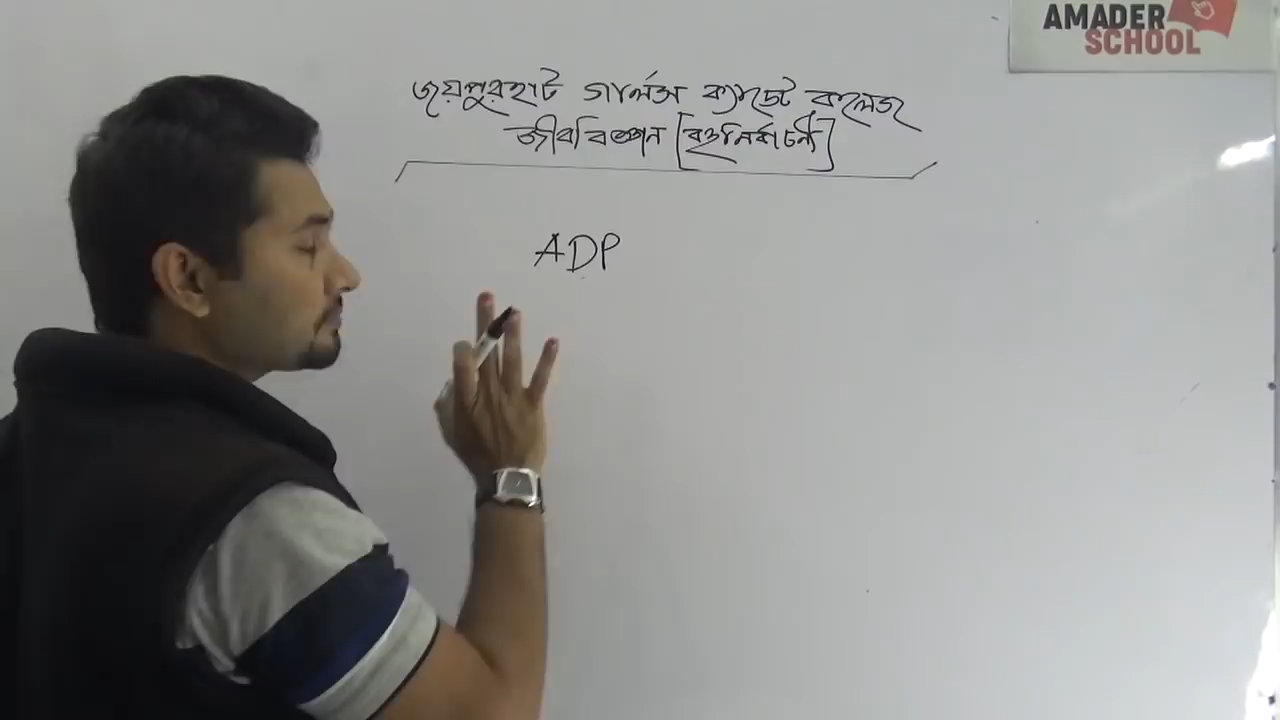 AMADER
SCHOOL
জয়পুরহাট গার্লস ক্যাডেট কলেজ
জীববিজ্ঞান [বহুনির্বাচনী]
ADP